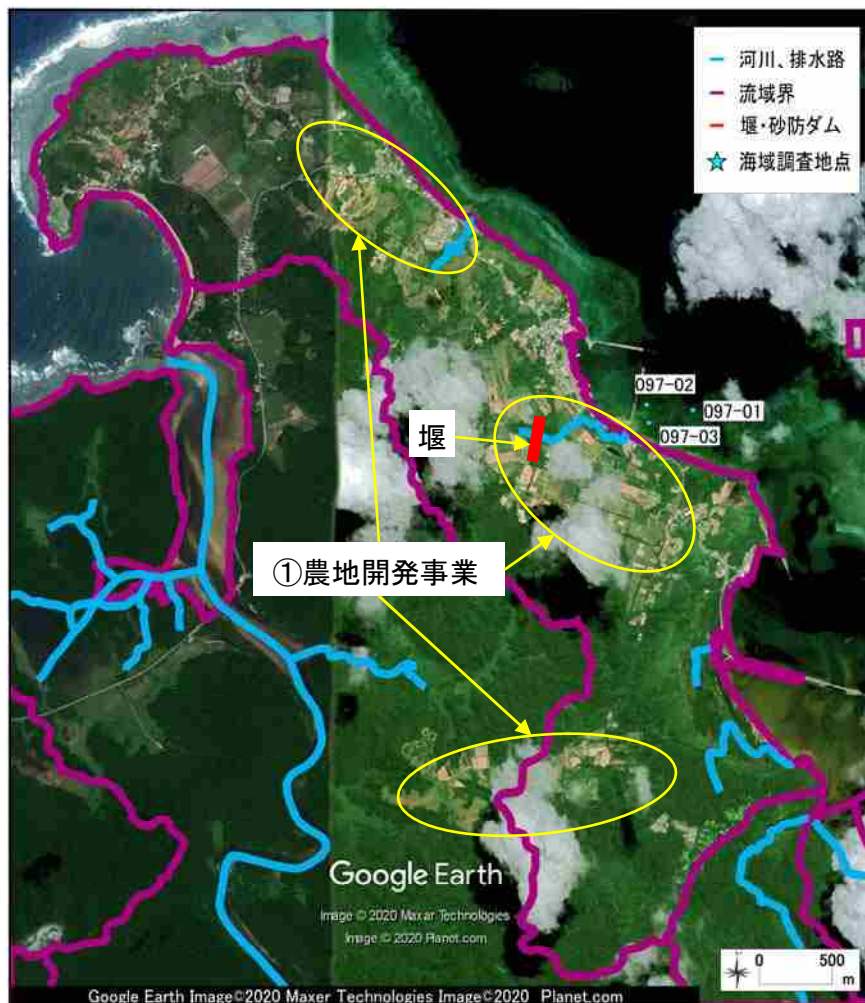 河川、排水路
流域界
堰・砂防ダム
海域調査地点
097-02
097-01
097-03
堰
①農地開発事業
Google Earth
Image © 2020 Maxar Technologies
Image © 2020 Planet.com
0 500
m
Google Earth Image©2020 Maxer Technologies Image©2020 Planet.com